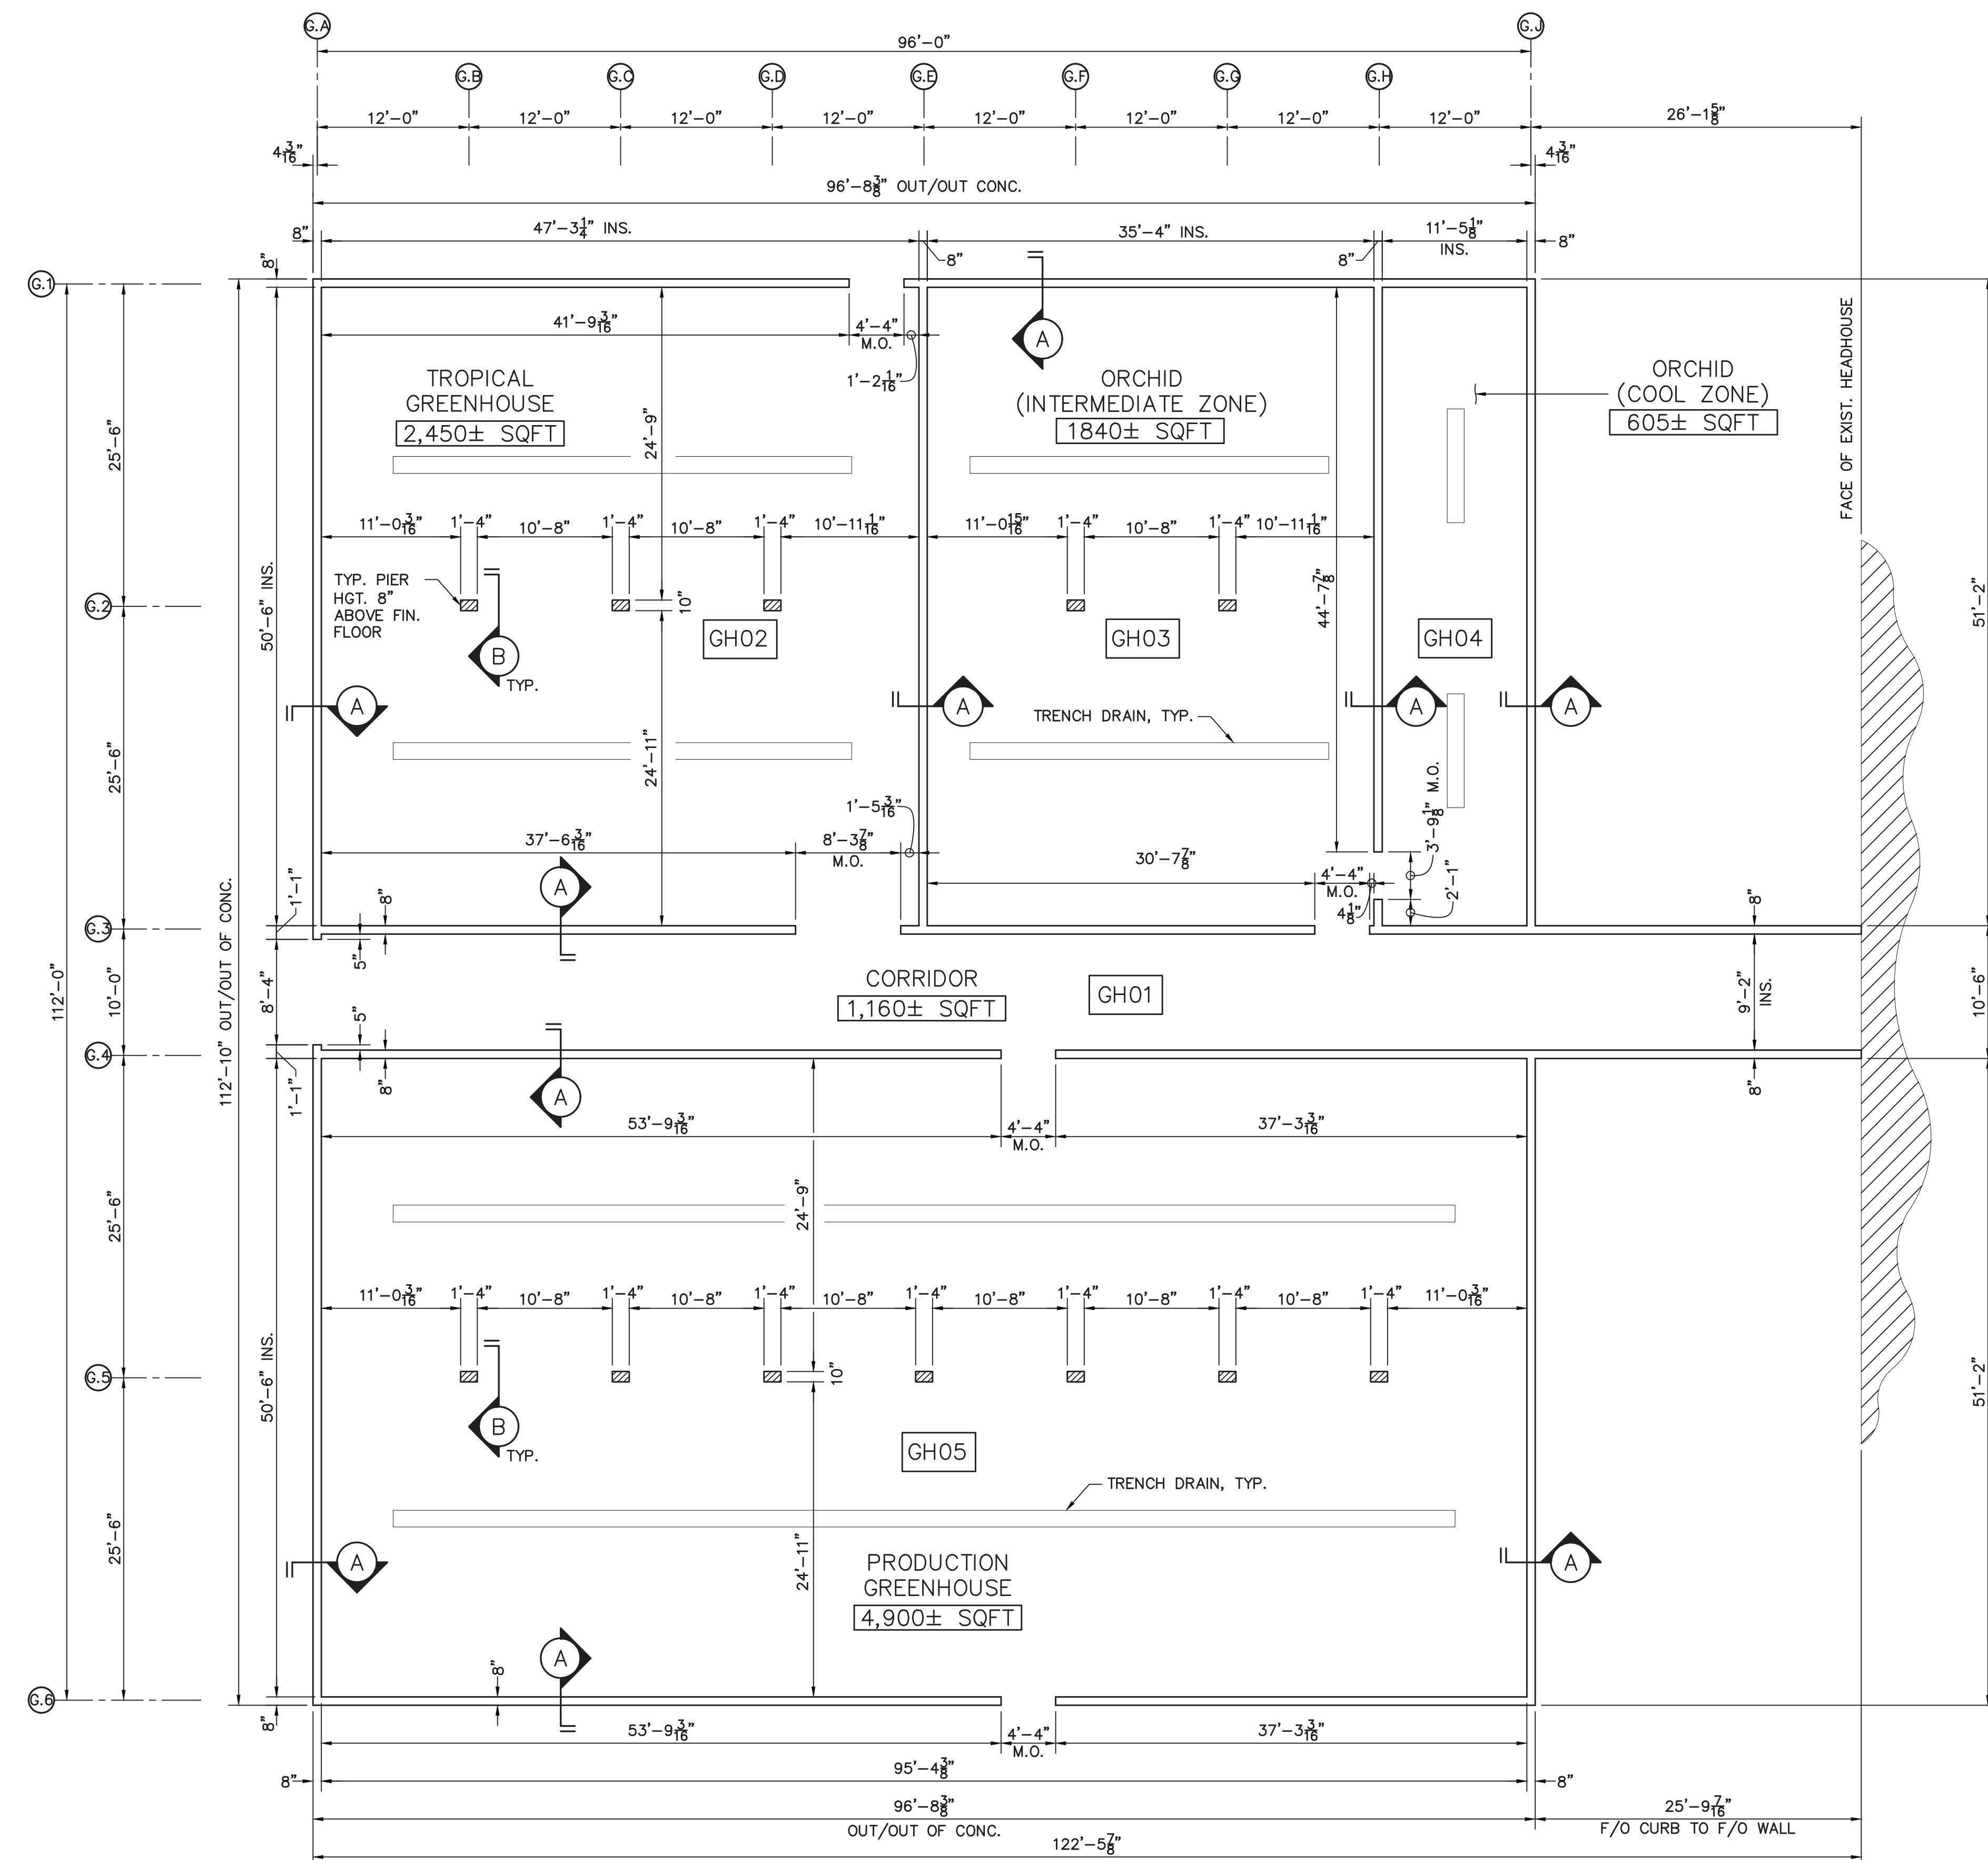 G.A
G.J
96'-0"
G.B
G.C
G.D
G.E
G.F
G.G
G.H
12'-0"
12'-0"
12'-0"
12'-0"
12'-0"
12'-0"
12'-0"
12'-0"
26'-1 5/8"
4 3/16"
4 3/16"
96'-8 3/8" OUT/OUT CONC.
8"
47'-3 1/4" INS.
8"
35'-4" INS.
8"
11'-5 1/8"
INS.
8"
G.1
8"
41'-9 3/16"
4'-4"
M.O.
1'-2 1/16"
A
TROPICAL
GREENHOUSE
2,450± SQFT
ORCHID
(INTERMEDIATE ZONE)
1840± SQFT
ORCHID
(COOL ZONE)
605± SQFT
FACE OF EXIST. HEADHOUSE
25'-6"
24'-9"
11'-0 3/16"
1'-4"
10'-8"
1'-4"
10'-8"
1'-4"
10'-11 1/16"
11'-0 15/16"
1'-4"
10'-8"
1'-4"
10'-11 1/16"
50'-6" INS.
TYP. PIER
HGT. 8"
ABOVE FIN.
FLOOR
10"
44'-7 7/8"
51'-2"
G.2
GH02
GH03
GH04
B
TYP.
A
A
A
A
TRENCH DRAIN, TYP.
25'-6"
24'-11"
1'-5 3/16"
3'-9 1/8" M.O.
37'-6 3/16"
8'-3 7/8"
M.O.
30'-7 7/8"
4'-4"
M.O.
4 1/8"
2'-1"
A
1'-1"
8"
8"
G.3
5"
112'-0"
112'-10" OUT/OUT OF CONC.
10'-0"
8'-4"
CORRIDOR
1,160± SQFT
GH01
9'-2"
INS.
10'-6"
5"
G.4
1'-1"
8"
A
8"
53'-9 3/16"
4'-4"
M.O.
37'-3 3/16"
25'-6"
24'-9"
11'-0 3/16"
1'-4"
10'-8"
1'-4"
10'-8"
1'-4"
10'-8"
1'-4"
10'-8"
1'-4"
10'-8"
1'-4"
10'-8"
1'-4"
11'-0 3/16"
50'-6" INS.
10"
51'-2"
G.5
B
TYP.
GH05
TRENCH DRAIN, TYP.
25'-6"
24'-11"
A
A
PRODUCTION
GREENHOUSE
4,900± SQFT
A
8"
G.6
8"
53'-9 3/16"
4'-4"
M.O.
37'-3 3/16"
8"
95'-4 3/8"
8"
96'-8 3/8"
OUT/OUT OF CONC.
25'-9 7/16"
F/O CURB TO F/O WALL
122'-5 7/8"